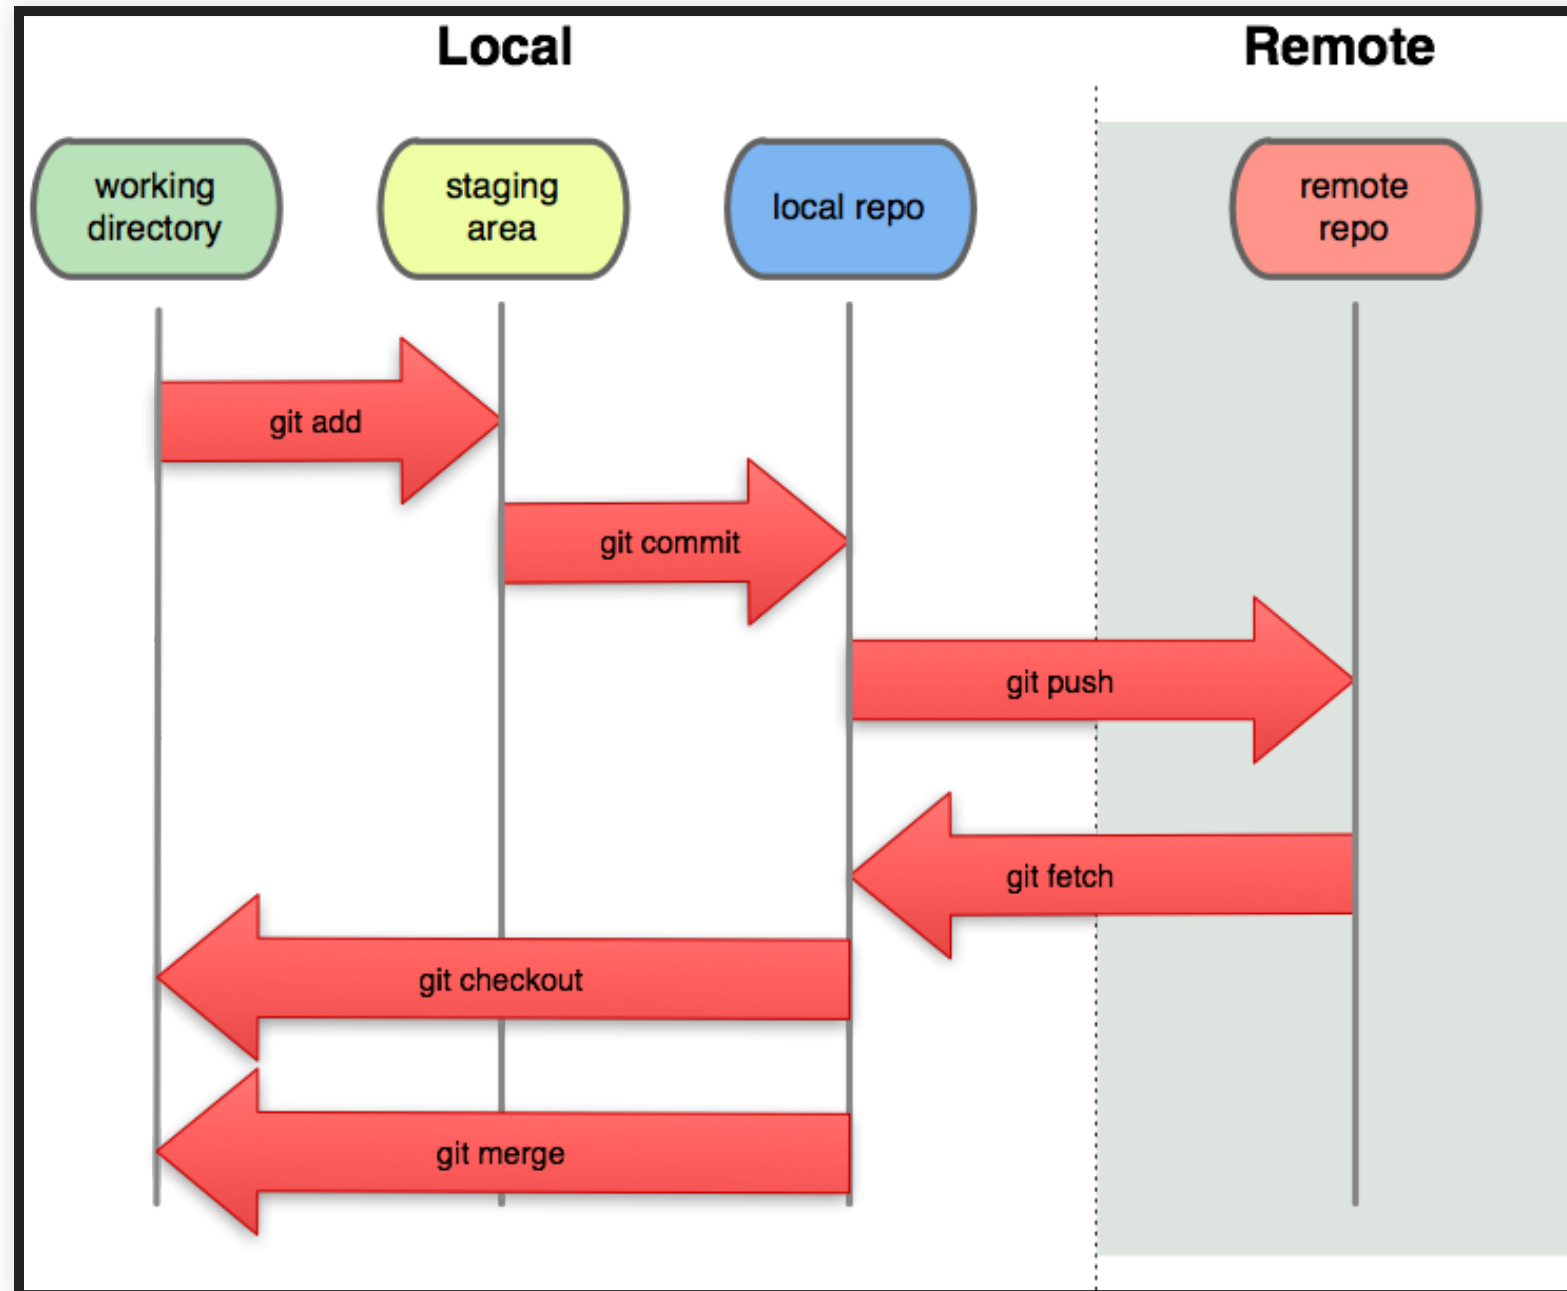 Local
Remote
working
directory
staging
area
local repo
remote
repo
git add
git commit
git push
git fetch
git checkout
git merge